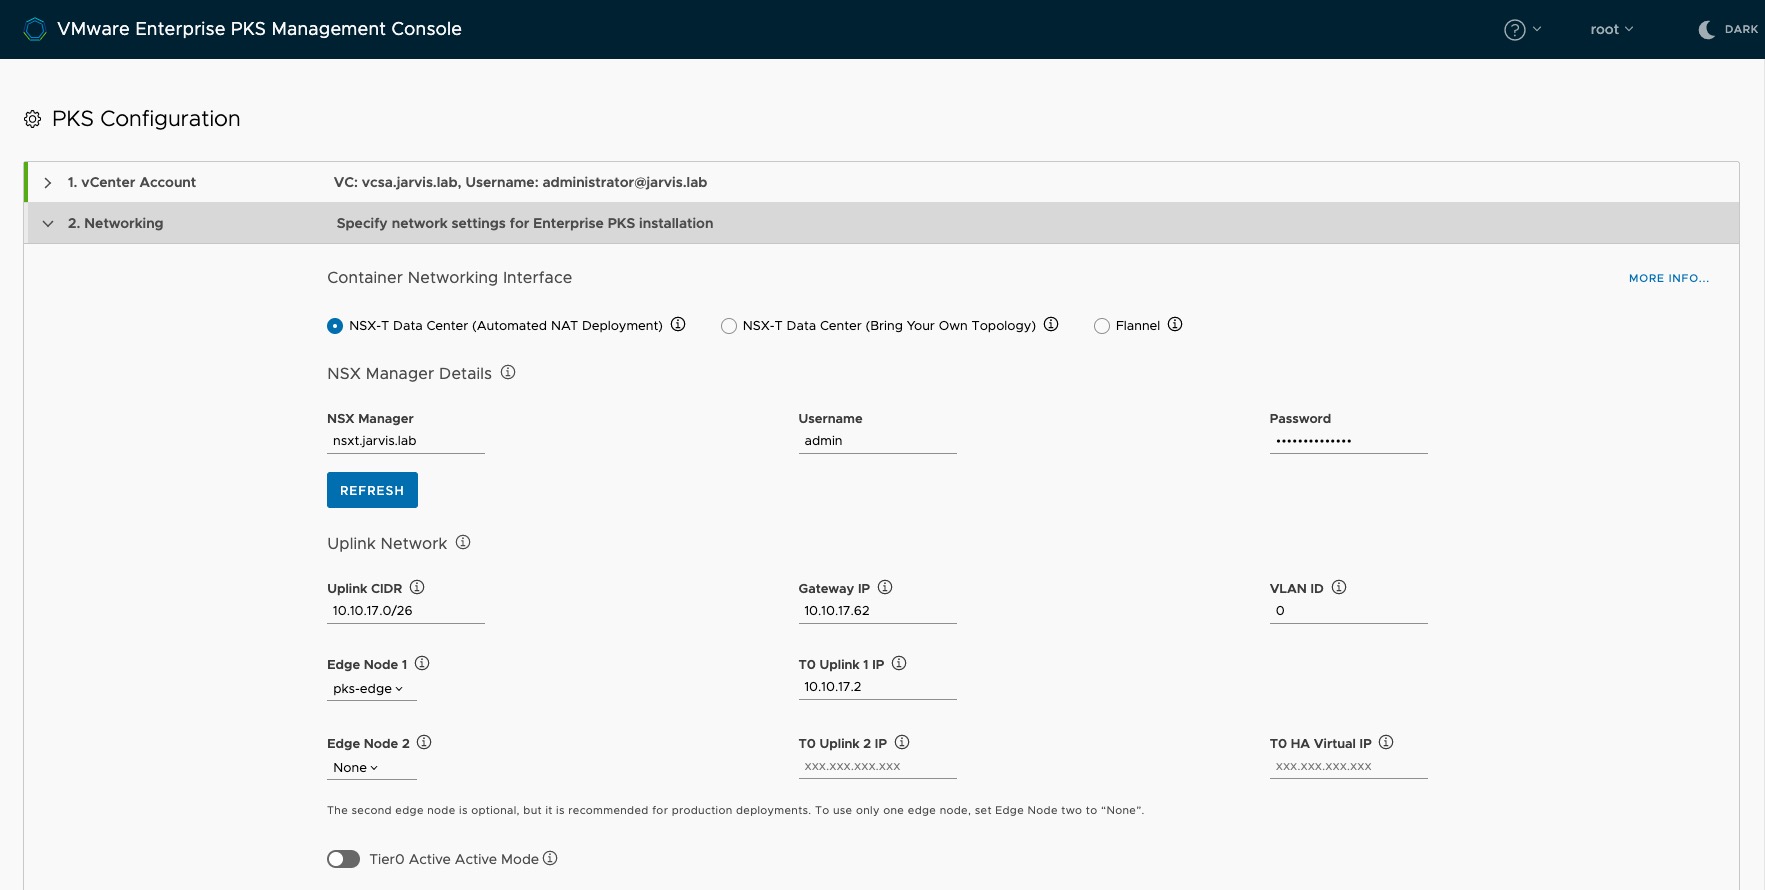 VMware Enterprise PKS Management Console
root
DARK
PKS Configuration
1. vCenter Account VC: vcsa.jarvis.lab, Username: administrator@jarvis.lab
2. Networking Specify network settings for Enterprise PKS installation
Container Networking Interface MORE INFO...
NSX-T Data Center (Automated NAT Deployment) NSX-T Data Center (Bring Your Own Topology) Flannel
NSX Manager Details
NSX Manager Username Password
nsxt.jarvis.lab admin ••••••••••••••
REFRESH
Uplink Network
Uplink CIDR Gateway IP VLAN ID
10.10.17.0/26 10.10.17.62 0
Edge Node 1 T0 Uplink 1 IP
pks-edge 10.10.17.2
Edge Node 2 T0 Uplink 2 IP T0 HA Virtual IP
None xxx.xxx.xxx.xxx xxx.xxx.xxx.xxx
The second edge node is optional, but it is recommended for production deployments. To use only one edge node, set Edge Node two to “None”.
Tier0 Active Active Mode